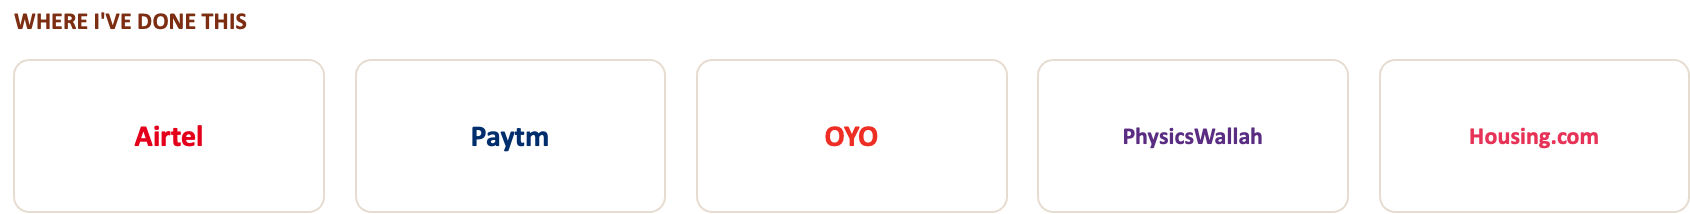 WHERE I'VE DONE THIS
Airtel
Paytm
OYO
PhysicsWallah
Housing.com